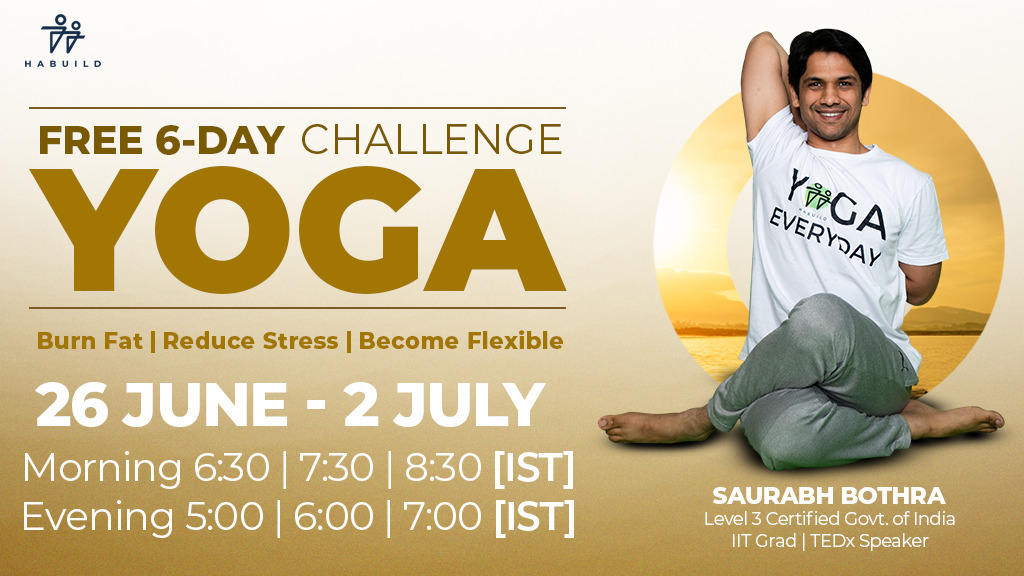 HABUILD
FREE 6-DAY CHALLENGE
YOGA
Burn Fat | Reduce Stress | Become Flexible
26 JUNE - 2 JULY
Morning 6:30 | 7:30 | 8:30 [IST]
Evening 5:00 | 6:00 | 7:00 [IST]
YOGA
HABUILD
EVERYDAY
SAURABH BOTHRA
Level 3 Certified Govt. of India
IIT Grad | TEDx Speaker